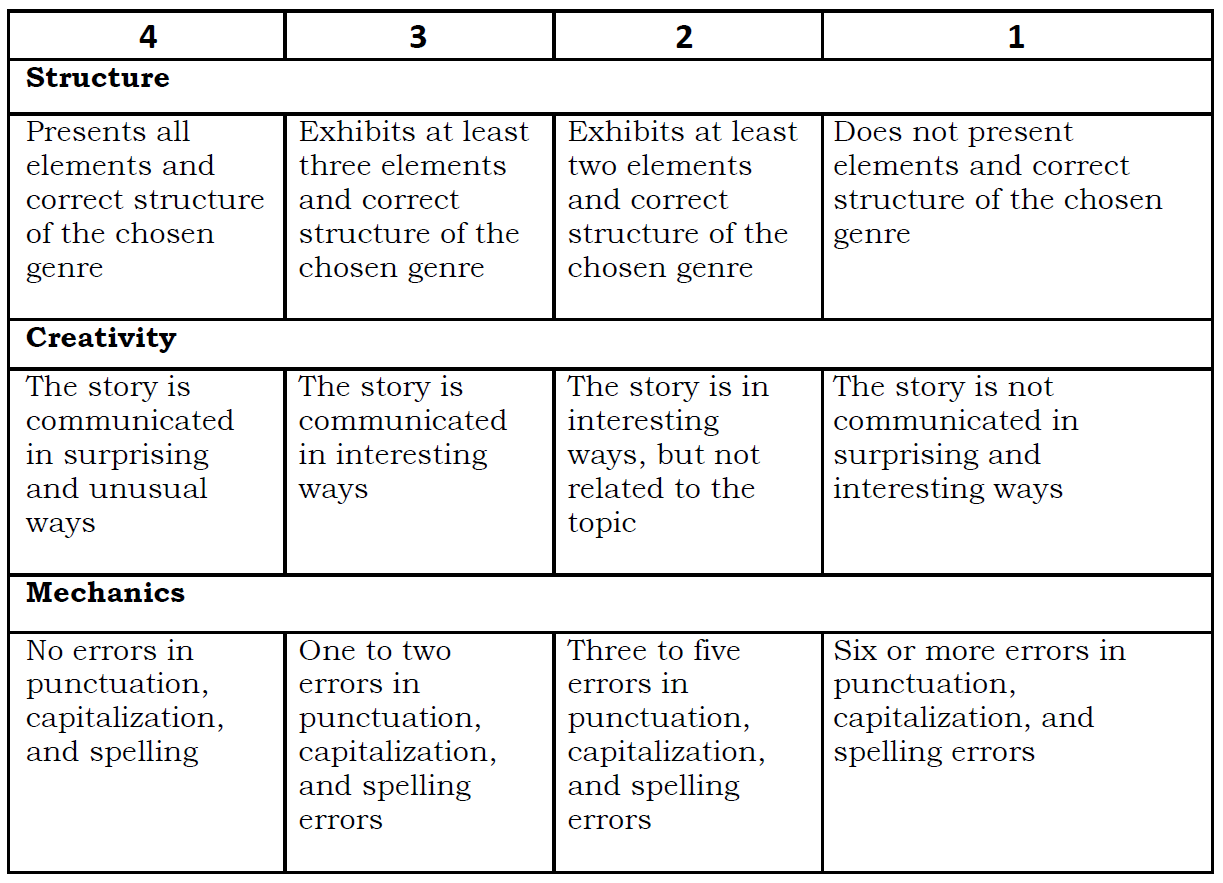 4 3 2 1
Structure
Presents all
elements and
correct structure
of the chosen
genre
Exhibits at least
three elements
and correct
structure of the
chosen genre
Exhibits at least
two elements
and correct
structure of the
chosen genre
Does not present
elements and correct
structure of the chosen
genre
Creativity
The story is
communicated
in surprising
and unusual
ways
The story is
communicated
in interesting
ways
The story is in
interesting
ways, but not
related to the
topic
The story is not
communicated in
surprising and
interesting ways
Mechanics
No errors in
punctuation,
capitalization,
and spelling
One to two
errors in
punctuation,
capitalization,
and spelling
errors
Three to five
errors in
punctuation,
capitalization,
and spelling
errors
Six or more errors in
punctuation,
capitalization, and
spelling errors